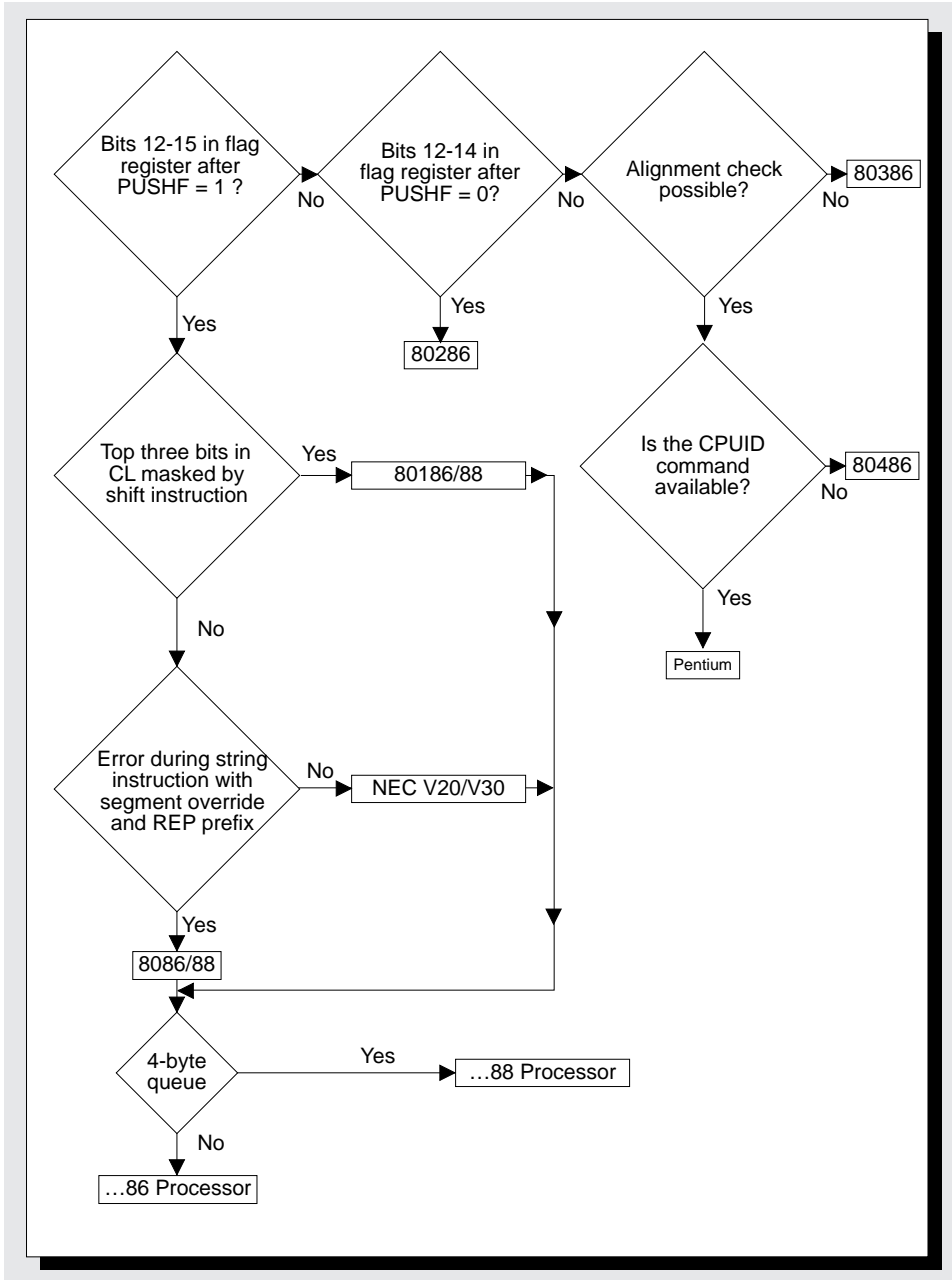 Bits 12-15 in flag
register after
PUSHF = 1 ?
No
Bits 12-14 in
flag register after
PUSHF = 0?
No
Alignment check
possible?
No
80386
Yes
Yes
80286
Yes
Top three bits in
CL masked by
shift instruction
Yes
80186/88
Is the CPUID
command
available?
No
80486
Yes
Pentium
No
Error during string
instruction with
segment override
and REP prefix
No
NEC V20/V30
Yes
8086/88
4-byte
queue
Yes
...88 Processor
No
...86 Processor